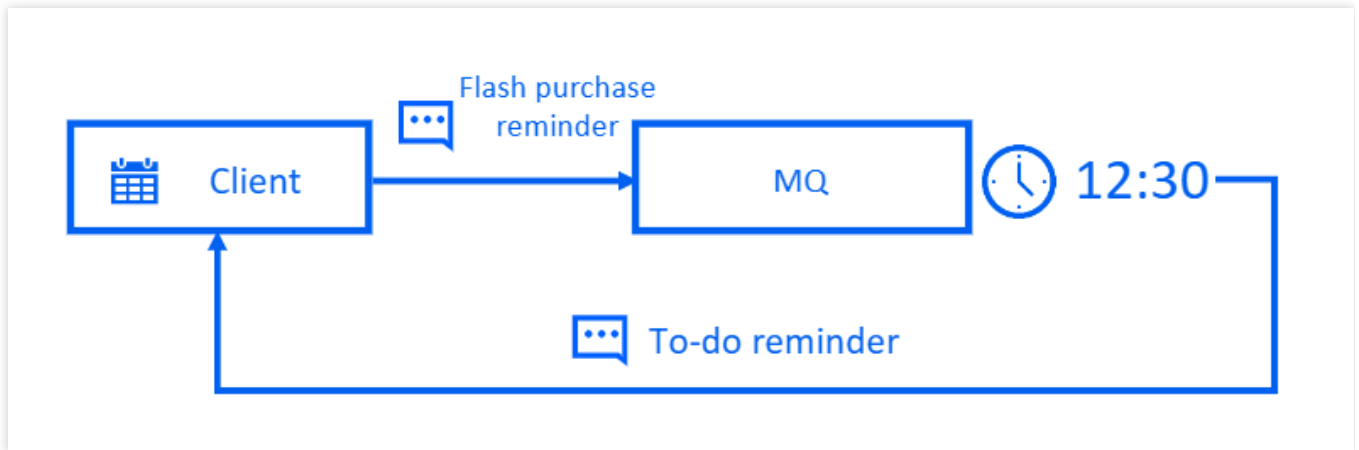 Flash purchase
reminder
Client
MQ
12:30
To-do reminder